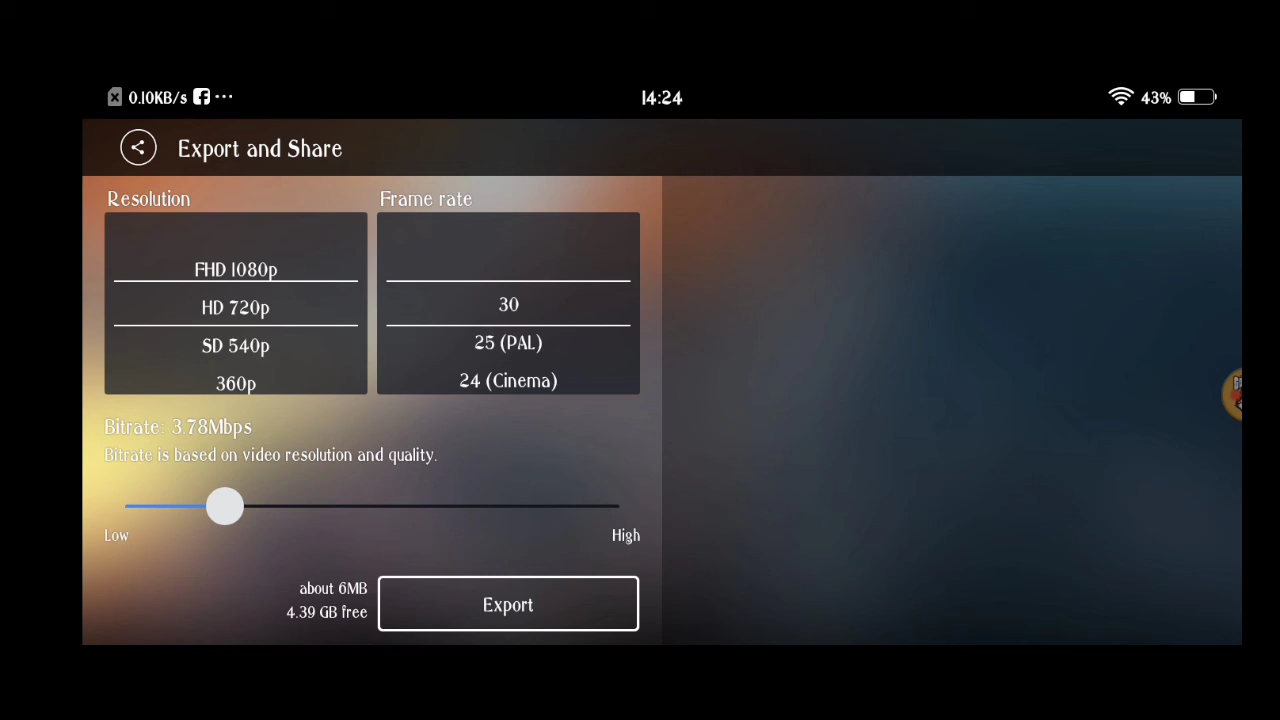 0.10KB/s ... 14:24 43%
Export and Share
Resolution Frame rate
FHD 1080p
HD 720p 30
SD 540p 25 (PAL)
360p 24 (Cinema)
Bitrate: 3.78Mbps
Bitrate is based on video resolution and quality.
Low High
about 6MB
4.39 GB free
Export